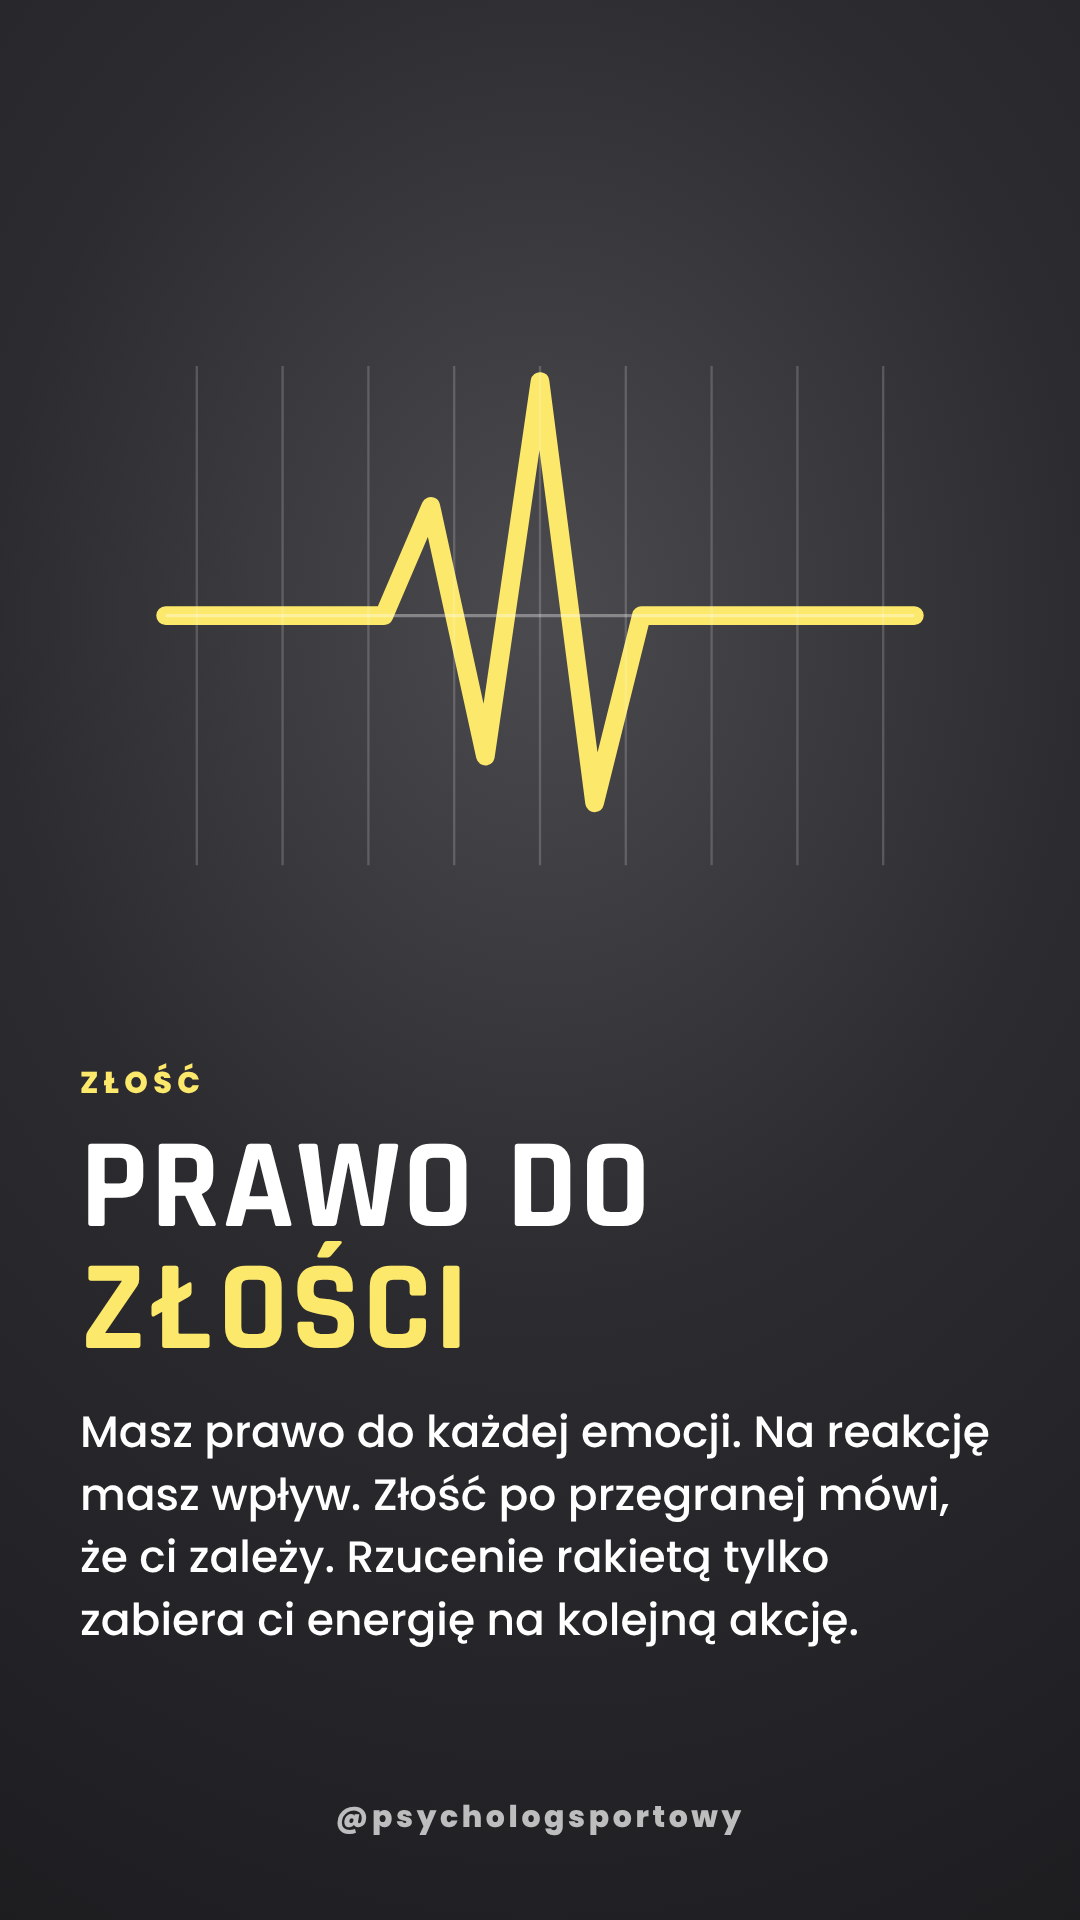 ZŁOŚĆ
PRAWO DO
ZŁOŚCI
Masz prawo do każdej emocji. Na reakcję
masz wpływ. Złość po przegranej mówi,
że ci zależy. Rzucenie rakietą tylko
zabiera ci energię na kolejną akcję.
@psychologsportowy